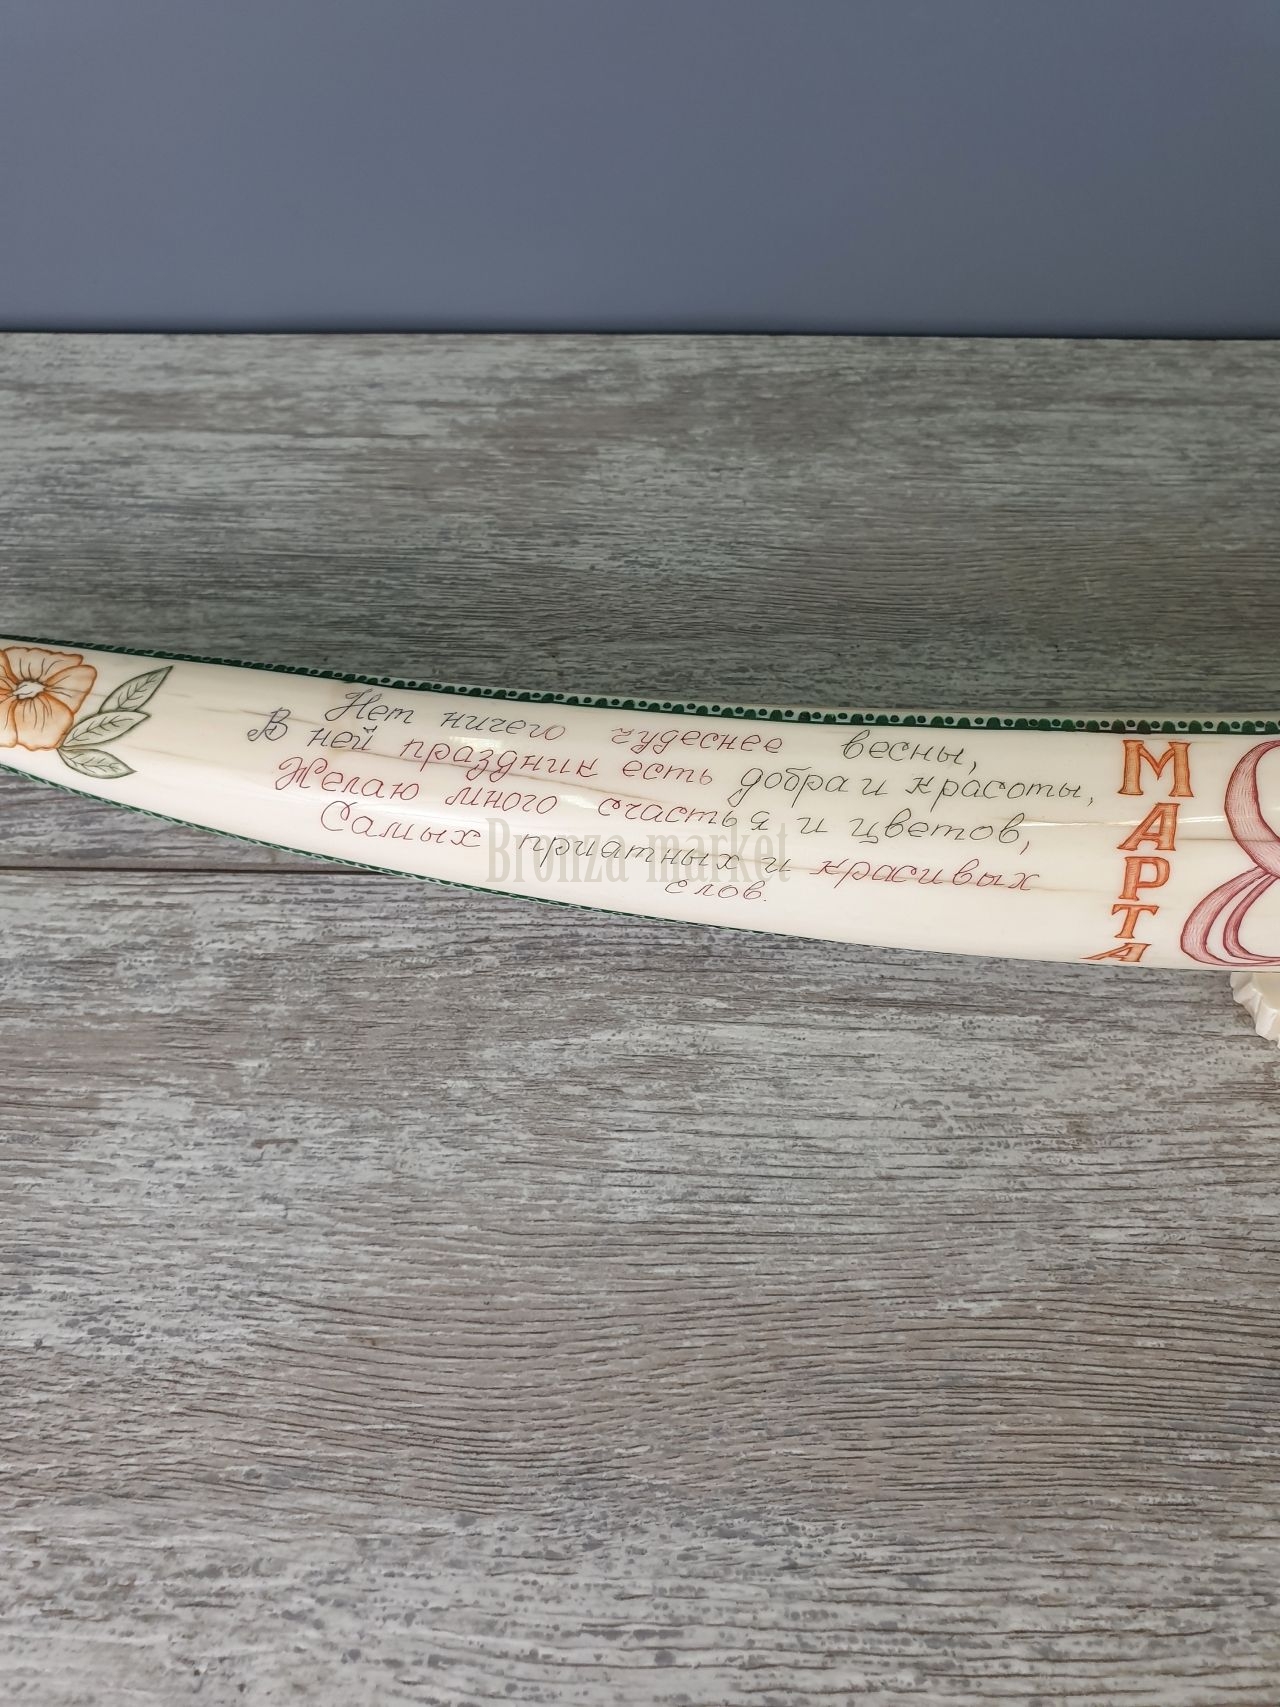 Нет ничего чудеснее весны,
В ней праздник есть добра и красоты,
Желаю много счастья и цветов,
Самых приатных и красивых
слов.
МАРТА
8
Bronza-market